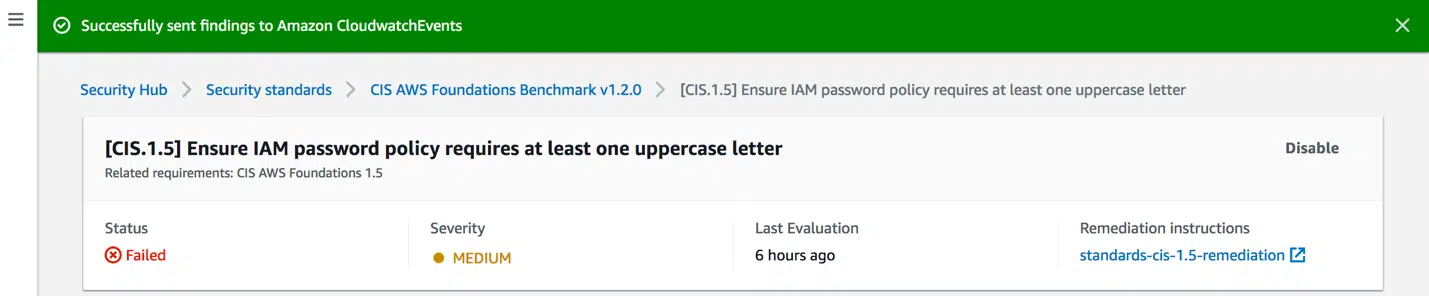 Successfully sent findings to Amazon CloudwatchEvents
Security Hub Security standards CIS AWS Foundations Benchmark v1.2.0 [CIS.1.5] Ensure IAM password policy requires at least one uppercase letter
[CIS.1.5] Ensure IAM password policy requires at least one uppercase letter Disable
Related requirements: CIS AWS Foundations 1.5
Status Severity Last Evaluation Remediation instructions
Failed MEDIUM 6 hours ago standards-cis-1.5-remediation